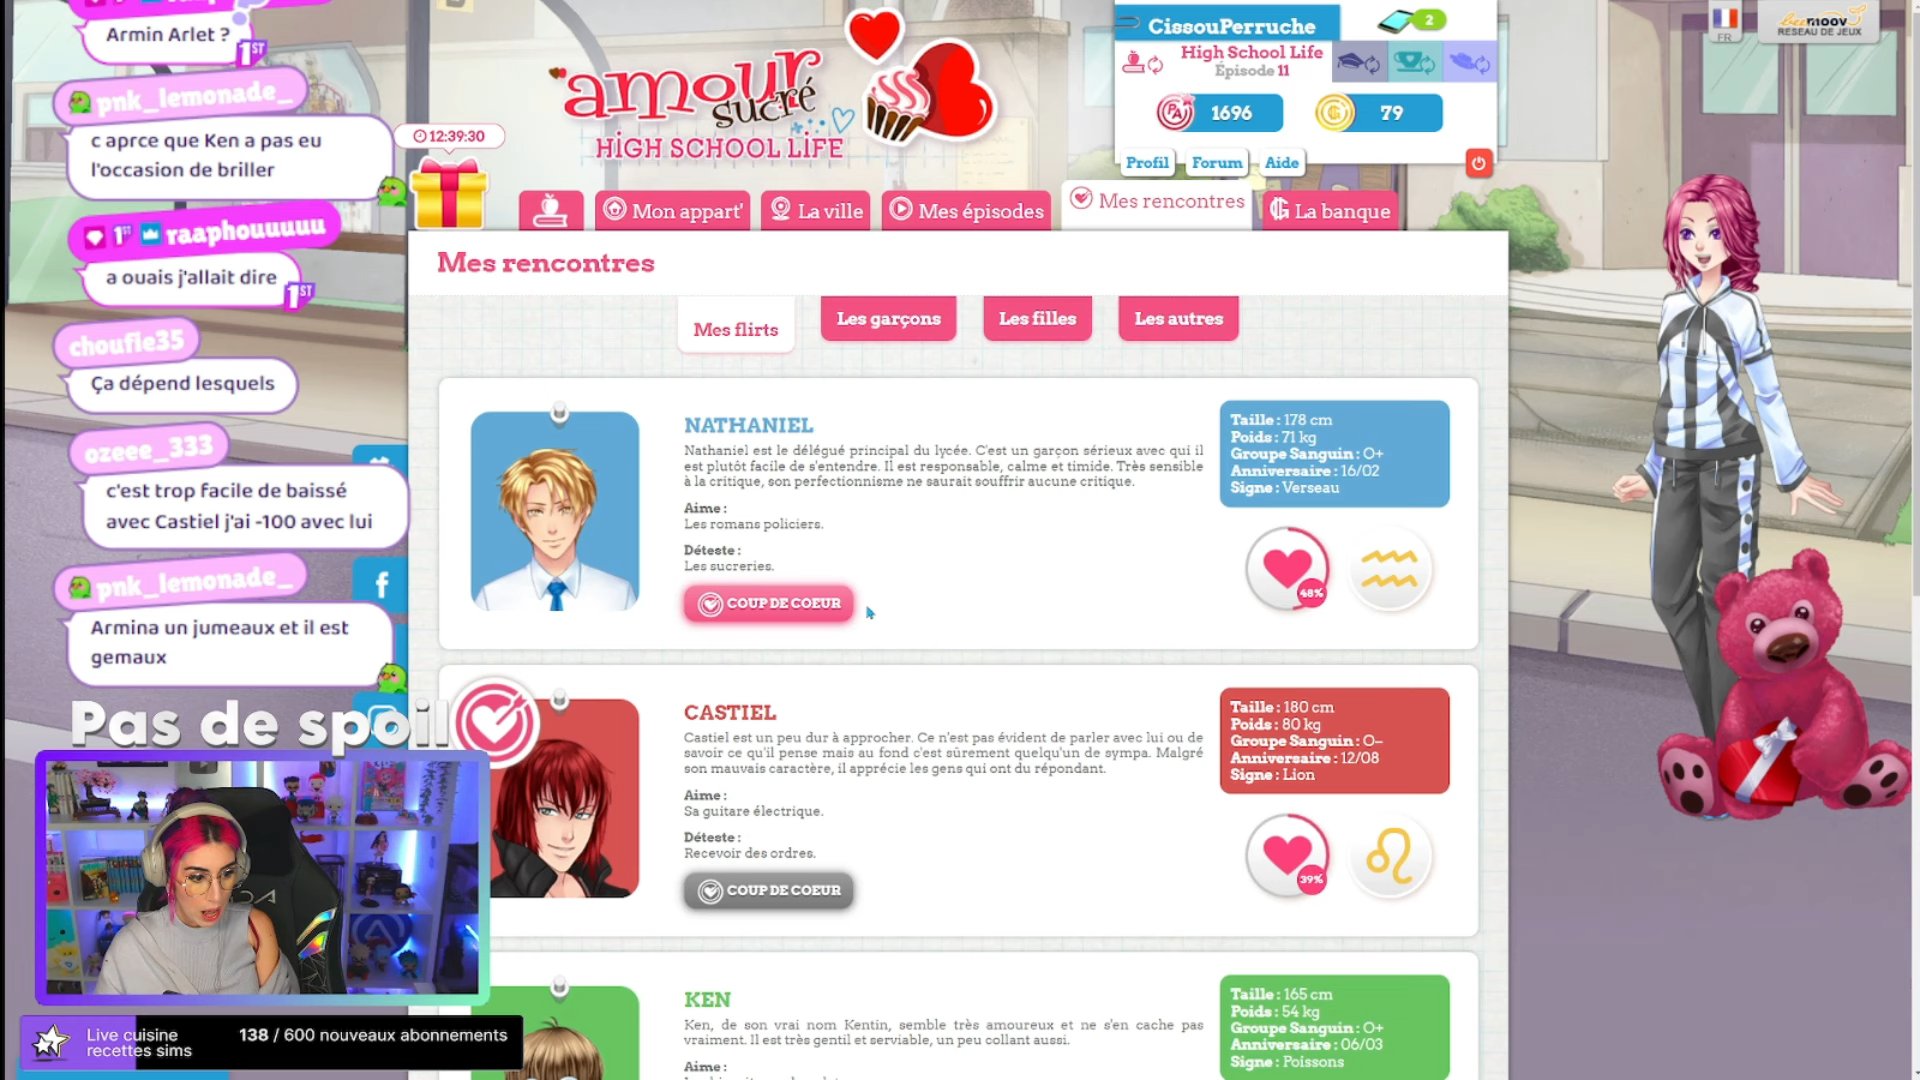 Armin Arlet ?
1ST
pnk_lemonade_
c aprce que Ken a pas eu
l'occasion de briller
1ST raaphouuuuu
a ouais j'allait dire
1ST
choufie35
Ça dépend lesquels
ozeee_333
c'est trop facile de baissé
avec Castiel j'ai -100 avec lui
pnk_lemonade_
Armina un jumeaux et il est
gemaux
Pas de spoil
Live cuisine
recettes sims
138 / 600 nouveaux abonnements
12:39:30
amour
sucré
HIGH SCHOOL LIFE
CissouPerruche
2
High School Life
Épisode 11
PA 1696
79
Profil
Forum
Aide
FR
beemoov
RESEAU DE JEUX
Mon appart'
La ville
Mes épisodes
Mes rencontres
La banque
Mes rencontres
Mes flirts
Les garçons
Les filles
Les autres
NATHANIEL
Nathaniel est le délégué principal du lycée. C'est un garçon sérieux avec qui il
est plutôt facile de s'entendre. Il est responsable, calme et timide. Très sensible
à la critique, son perfectionnisme ne saurait souffrir aucune critique.
Aime :
Les romans policiers.
Déteste :
Les sucreries.
COUP DE COEUR
Taille : 178 cm
Poids : 71 kg
Groupe Sanguin : O+
Anniversaire : 16/02
Signe : Verseau
48%
CASTIEL
Castiel est un peu dur à approcher. Ce n'est pas évident de parler avec lui ou de
savoir ce qu'il pense mais au fond c'est sûrement quelqu'un de sympa. Malgré
son mauvais caractère, il apprécie les gens qui ont du répondant.
Aime :
Sa guitare électrique.
Déteste :
Recevoir des ordres.
COUP DE COEUR
Taille : 180 cm
Poids : 80 kg
Groupe Sanguin : O-
Anniversaire : 12/08
Signe : Lion
39%
KEN
Ken, de son vrai nom Kentin, semble très amoureux et ne s'en cache pas
vraiment. Il est très gentil et serviable, un peu collant aussi.
Aime :
Taille : 165 cm
Poids : 54 kg
Groupe Sanguin : O+
Anniversaire : 06/03
Signe : Poissons